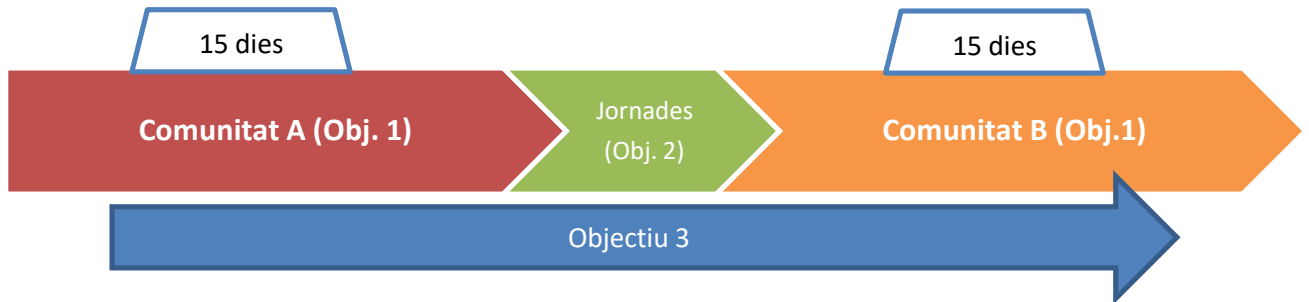 15 dies
15 dies
Comunitat A (Obj. 1)
Jornades
(Obj. 2)
Comunitat B (Obj.1)
Objectiu 3